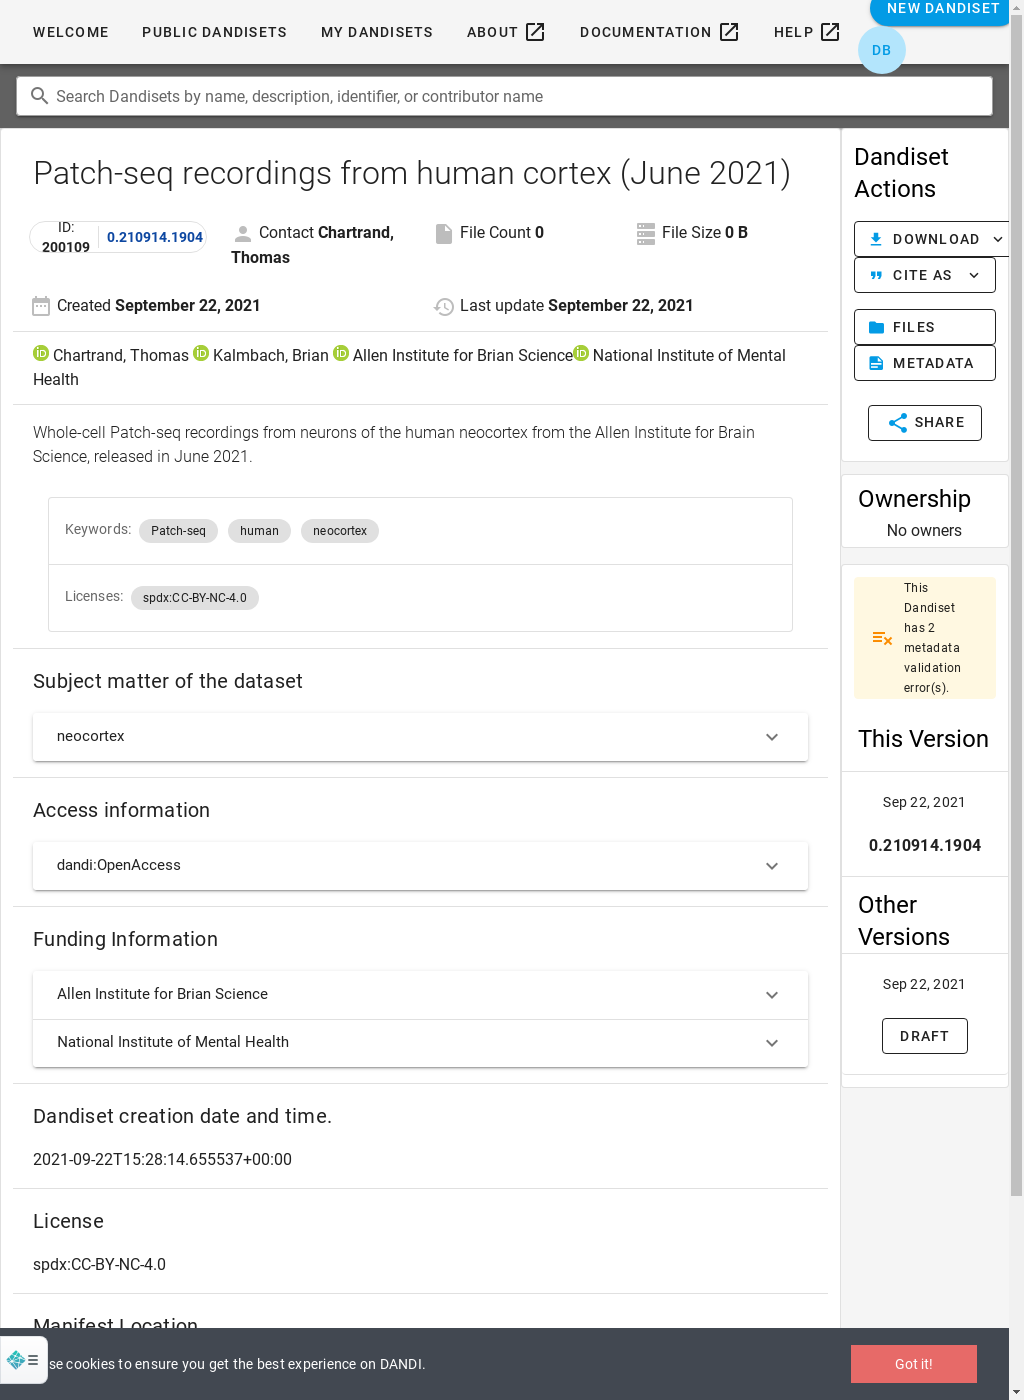 WELCOME PUBLIC DANDISETS MY DANDISETS ABOUT DOCUMENTATION HELP NEW DANDISET
DB
Search Dandisets by name, description, identifier, or contributor name
Patch-seq recordings from human cortex (June 2021)
ID: 200109 0.210914.1904 Contact Chartrand, Thomas File Count 0 File Size 0 B
Created September 22, 2021 Last update September 22, 2021
Chartrand, Thomas Kalmbach, Brian Allen Institute for Brian Science National Institute of Mental
Health
Whole-cell Patch-seq recordings from neurons of the human neocortex from the Allen Institute for Brain
Science, released in June 2021.
Keywords: Patch-seq human neocortex
Licenses: spdx:CC-BY-NC-4.0
Subject matter of the dataset
neocortex
Access information
dandi:OpenAccess
Funding Information
Allen Institute for Brian Science
National Institute of Mental Health
Dandiset creation date and time.
2021-09-22T15:28:14.655537+00:00
License
spdx:CC-BY-NC-4.0
Manifest Location
Dandiset
Actions
DOWNLOAD
CITE AS
FILES
METADATA
SHARE
Ownership
No owners
This
Dandiset
has 2
metadata
validation
error(s).
This Version
Sep 22, 2021
0.210914.1904
Other
Versions
Sep 22, 2021
DRAFT
se cookies to ensure you get the best experience on DANDI.
Got it!